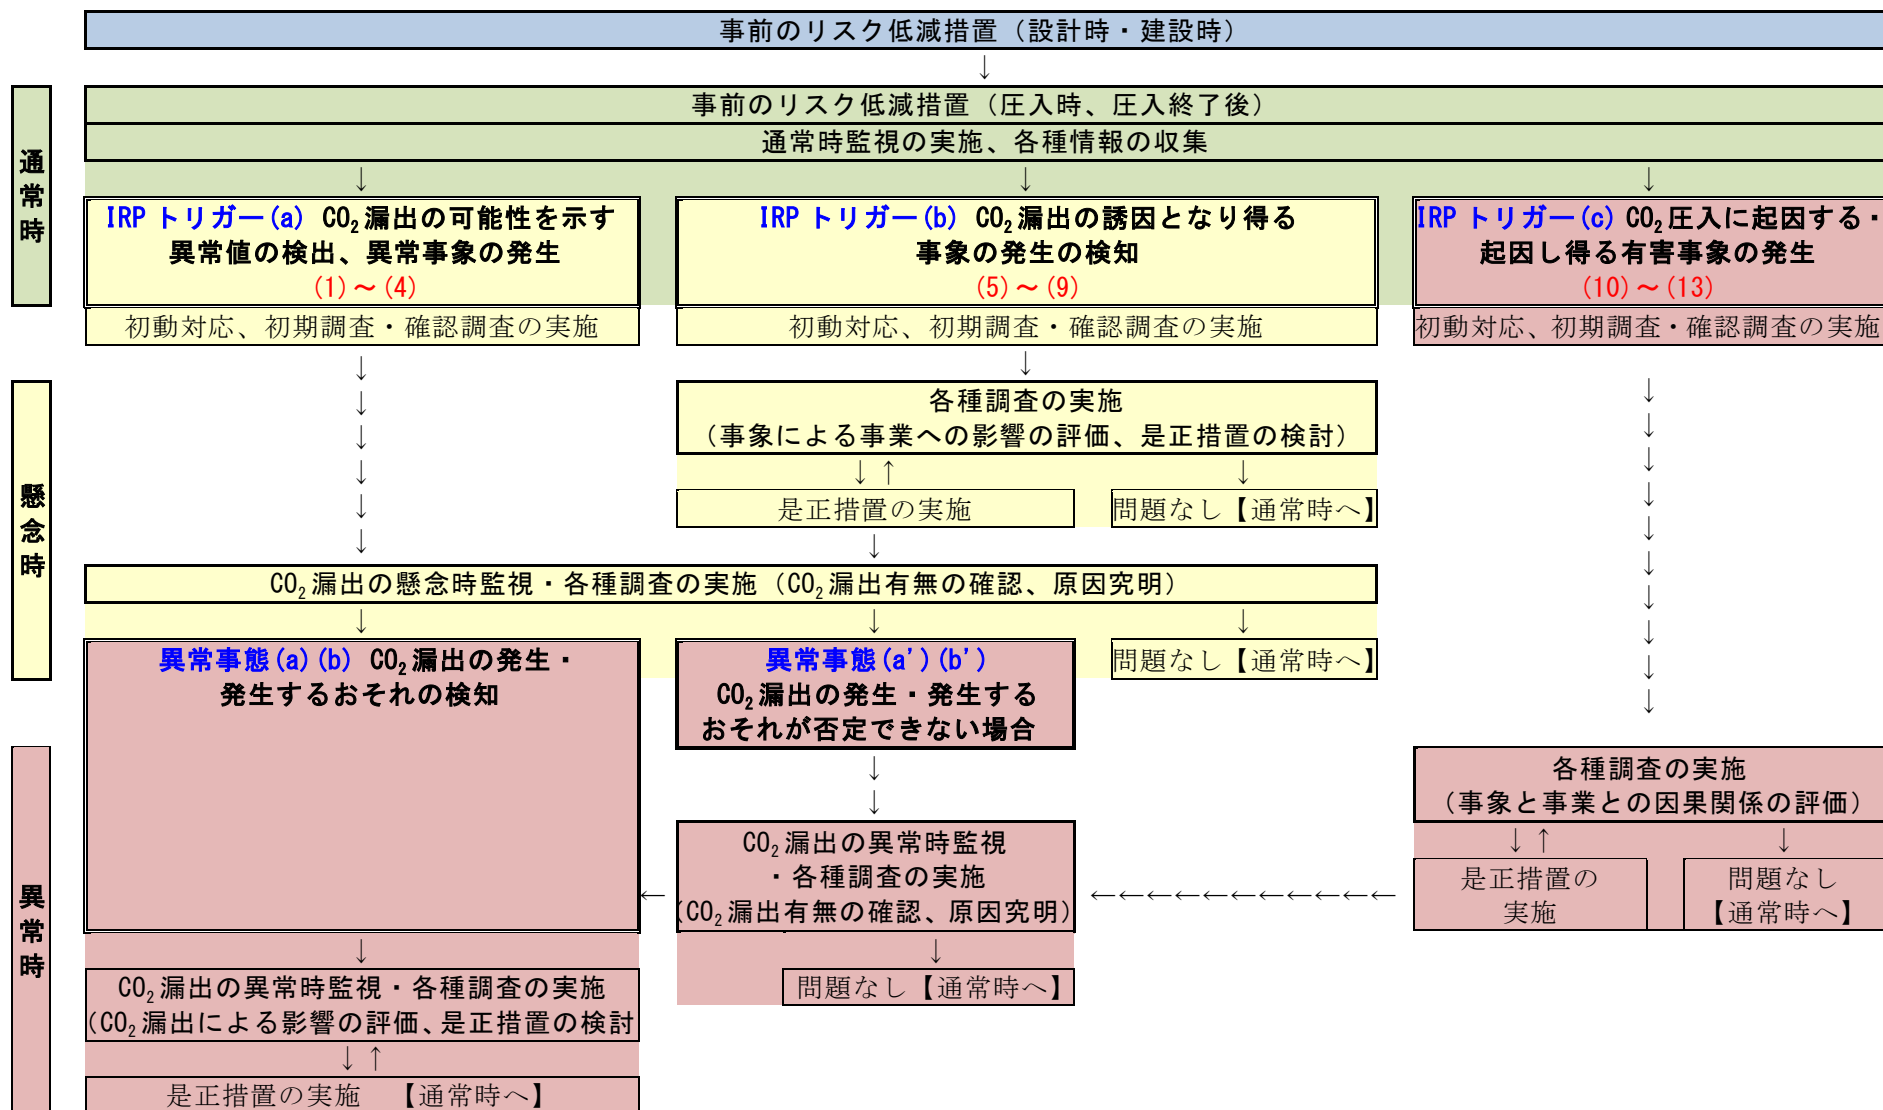 事前のリスク低減措置（設計時・建設時）
↓
通常時
事前のリスク低減措置（圧入時、圧入終了後）
通常時監視の実施、各種情報の収集
↓ ↓ ↓
IRPトリガー(a) CO₂漏出の可能性を示す
異常値の検出、異常事象の発生
(1)～(4)
IRPトリガー(b) CO₂漏出の誘因となり得る
事象の発生の検知
(5)～(9)
IRPトリガー(c) CO₂圧入に起因する・
起因し得る有害事象の発生
(10)～(13)
初動対応、初期調査・確認調査の実施
初動対応、初期調査・確認調査の実施
初動対応、初期調査・確認調査の実施
懸念時
↓
↓
↓
↓
↓
↓
↓
各種調査の実施
（事象による事業への影響の評価、是正措置の検討）
↓↑ ↓
是正措置の実施
問題なし【通常時へ】
↓
CO₂漏出の懸念時監視・各種調査の実施（CO₂漏出有無の確認、原因究明）
↓ ↓ ↓
異常事態(a)(b) CO₂漏出の発生・
発生するおそれの検知
異常事態(a')(b')
CO₂漏出の発生・発生する
おそれが否定できない場合
問題なし【通常時へ】
↓
↓
↓
↓
↓
↓
↓
↓
↓
↓
異常時
↓
↓
CO₂漏出の異常時監視
・各種調査の実施
（CO₂漏出有無の確認、原因究明）
← ←←←←←←←←←
各種調査の実施
（事象と事業との因果関係の評価）
↓↑ ↓
是正措置の
実施
問題なし
【通常時へ】
↓ ↓
問題なし【通常時へ】
CO₂漏出の異常時監視・各種調査の実施
（CO₂漏出による影響の評価、是正措置の検討
↓↑
是正措置の実施　【通常時へ】